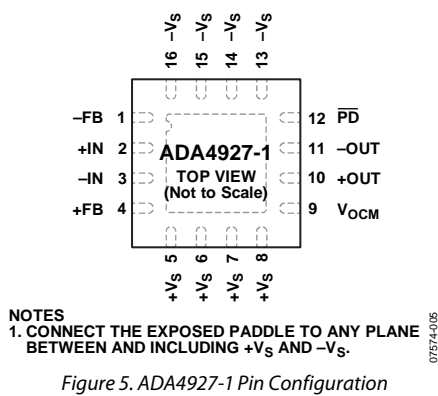 16 –VS
15 –VS
14 –VS
13 –VS
–FB 1
+IN 2
–IN 3
+FB 4
12 P̅D̅
11 –OUT
10 +OUT
9 VOCM
ADA4927-1
TOP VIEW
(Not to Scale)
+VS 5
+VS 6
+VS 7
+VS 8
NOTES
1. CONNECT THE EXPOSED PADDLE TO ANY PLANE
BETWEEN AND INCLUDING +VS AND –VS.
07574-005
Figure 5. ADA4927-1 Pin Configuration